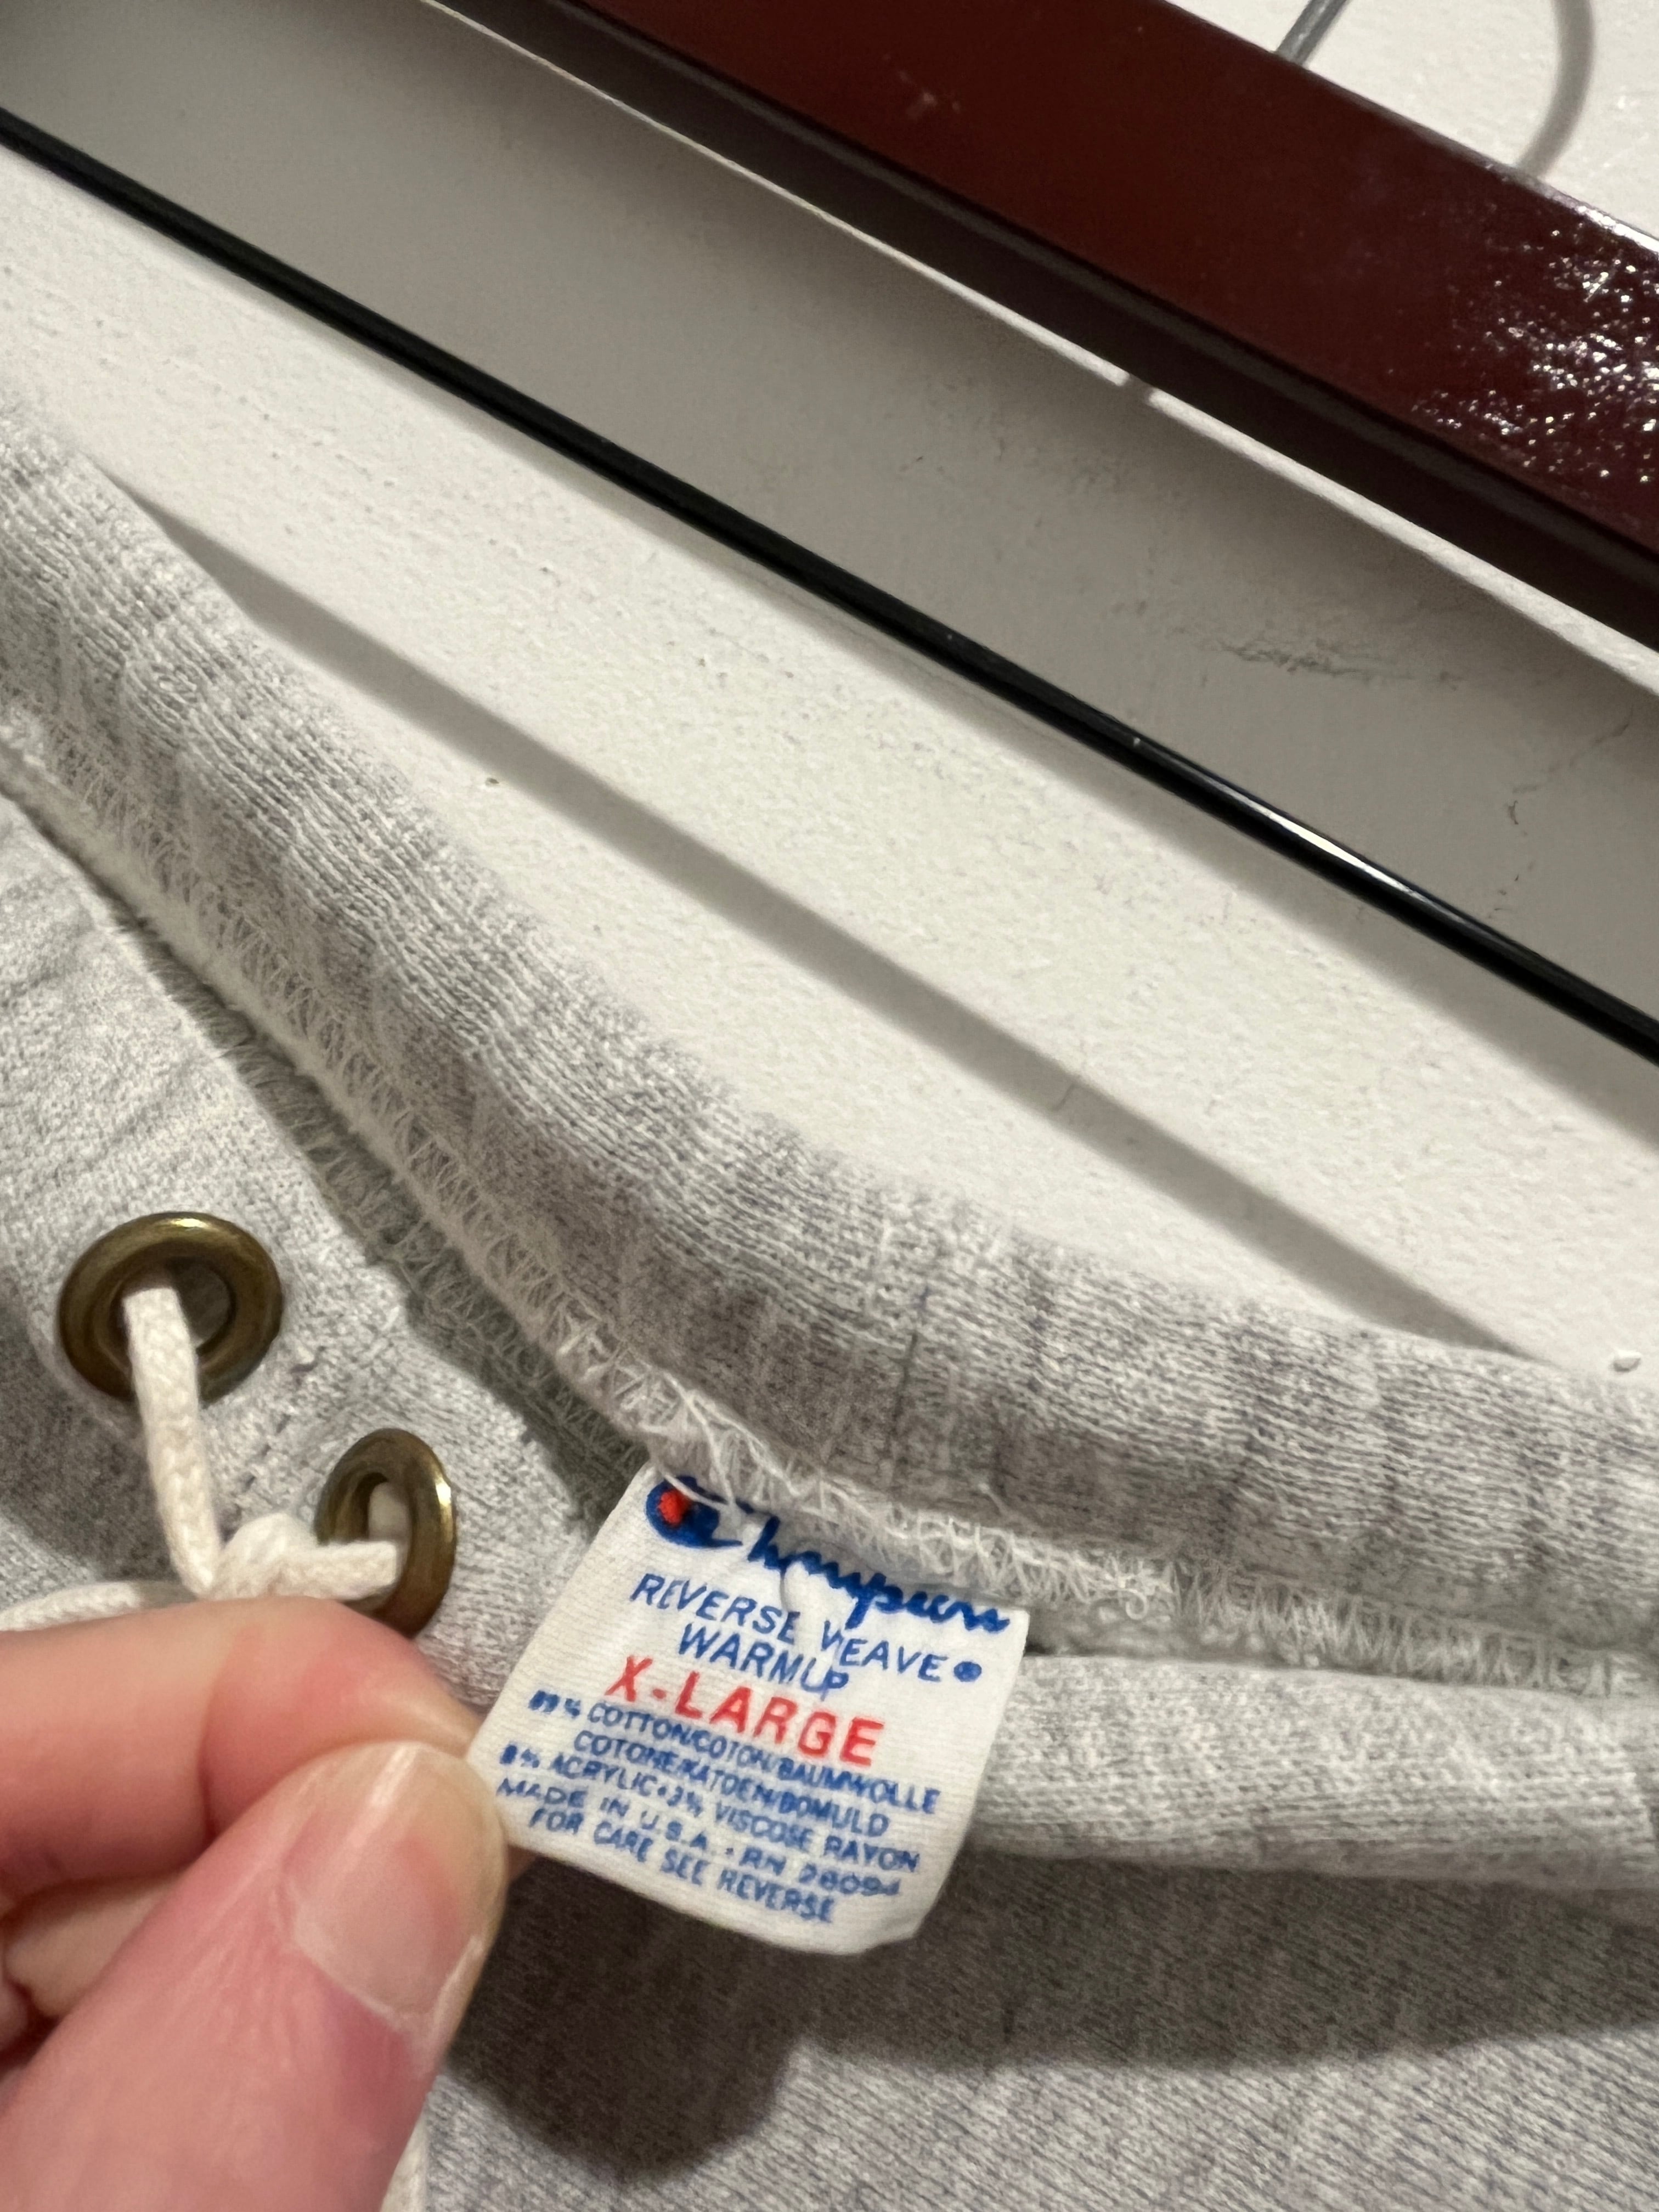 Champion
REVERSE WEAVE®
WARMUP
X-LARGE
89% COTTON/COTON/BAUMWOLLE
COTONE/KATOEN/BOMULD
8% ACRYLIC•3% VISCOSE RAYON
MADE IN U.S.A. • RN 26094
FOR CARE SEE REVERSE